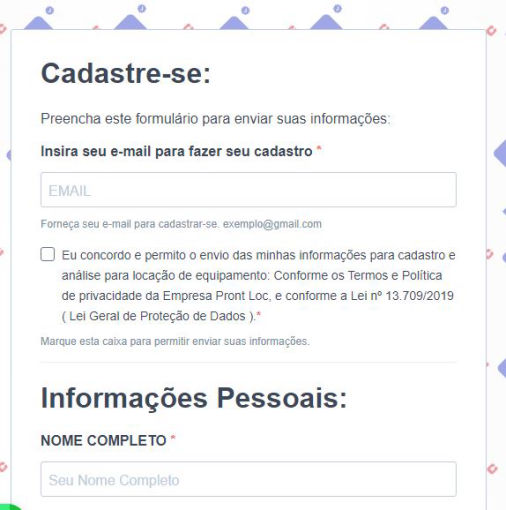 Cadastre-se:
Preencha este formulário para enviar suas informações:
Insira seu e-mail para fazer seu cadastro *
EMAIL
Forneça seu e-mail para cadastrar-se. exemplo@gmail.com
Eu concordo e permito o envio das minhas informações para cadastro e
análise para locação de equipamento: Conforme os Termos e Política
de privacidade da Empresa Pront Loc, e conforme a Lei nº 13.709/2019
( Lei Geral de Proteção de Dados ).*
Marque esta caixa para permitir enviar suas informações.
Informações Pessoais:
NOME COMPLETO *
Seu Nome Completo